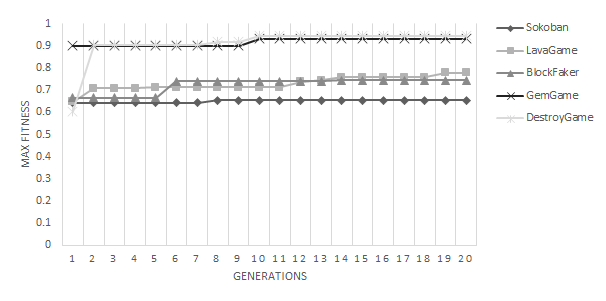 1
0.9
0.8
0.7
0.6
0.5
0.4
0.3
0.2
0.1
0
MAX FITNESS
1 2 3 4 5 6 7 8 9 10 11 12 13 14 15 16 17 18 19 20
GENERATIONS
Sokoban
LavaGame
BlockFaker
GemGame
DestroyGame